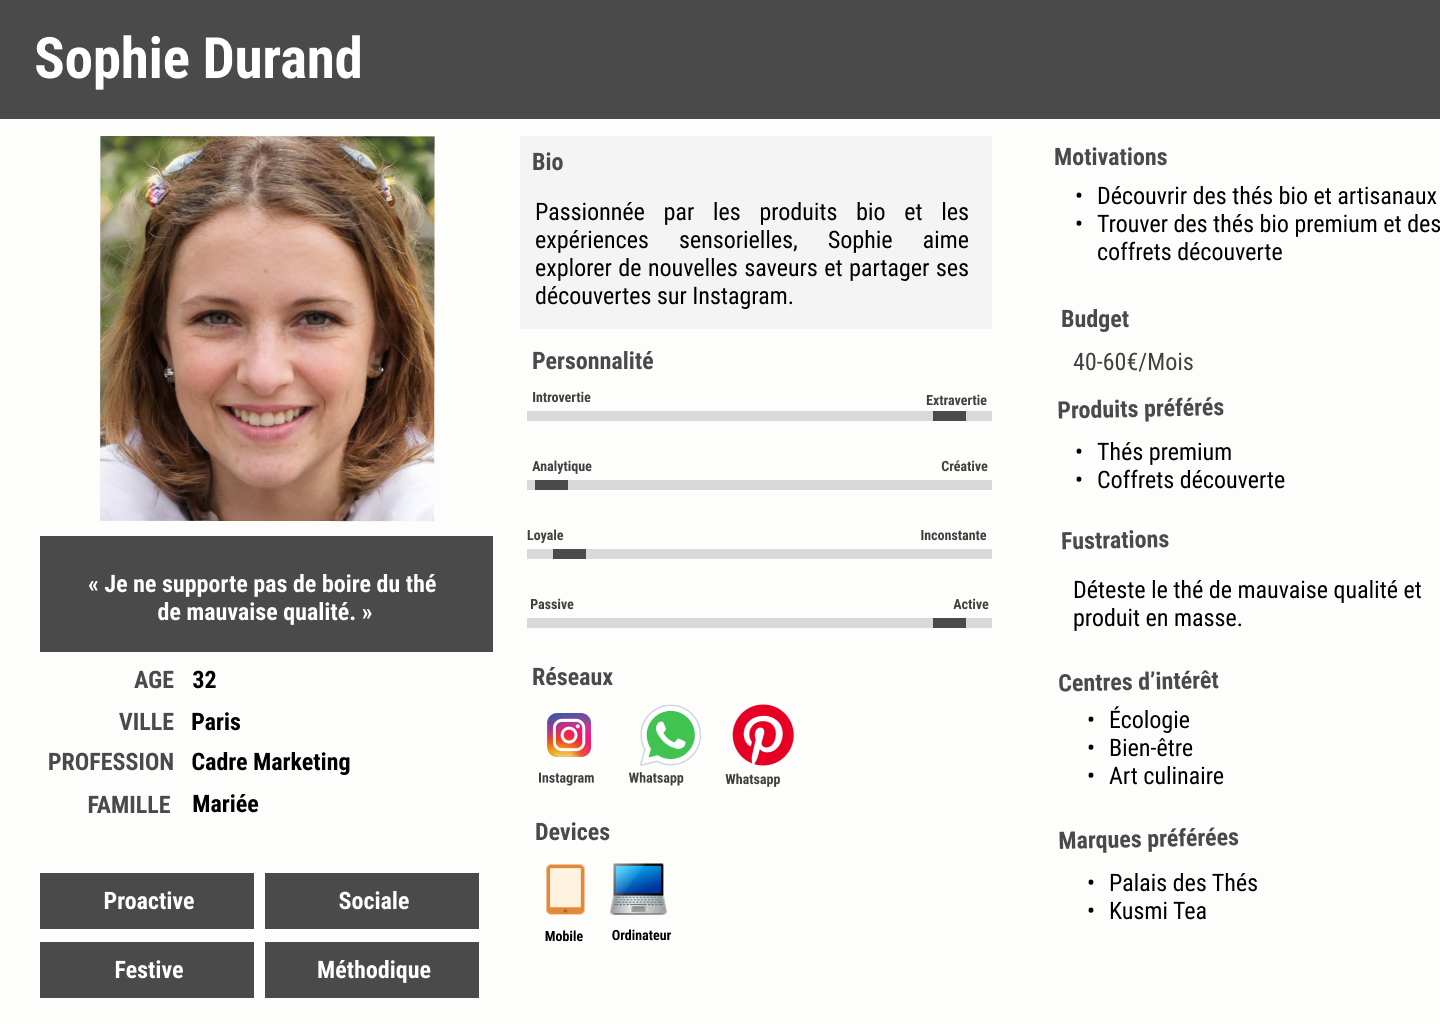 Sophie Durand
« Je ne supporte pas de boire du thé
de mauvaise qualité. »
AGE 32
VILLE Paris
PROFESSION Cadre Marketing
FAMILLE Mariée
Proactive Sociale
Festive Méthodique
Bio
Passionnée par les produits bio et les
expériences sensorielles, Sophie aime
explorer de nouvelles saveurs et partager ses
découvertes sur Instagram.
Personnalité
Introvertie Extravertie
Analytique Créative
Loyale Inconstante
Passive Active
Réseaux
Instagram Whatsapp Whatsapp
Devices
Mobile Ordinateur
Motivations
• Découvrir des thés bio et artisanaux
• Trouver des thés bio premium et des
coffrets découverte
Budget
40-60€/Mois
Produits préférés
• Thés premium
• Coffrets découverte
Fustrations
Déteste le thé de mauvaise qualité et
produit en masse.
Centres d’intérêt
• Écologie
• Bien-être
• Art culinaire
Marques préférées
• Palais des Thés
• Kusmi Tea